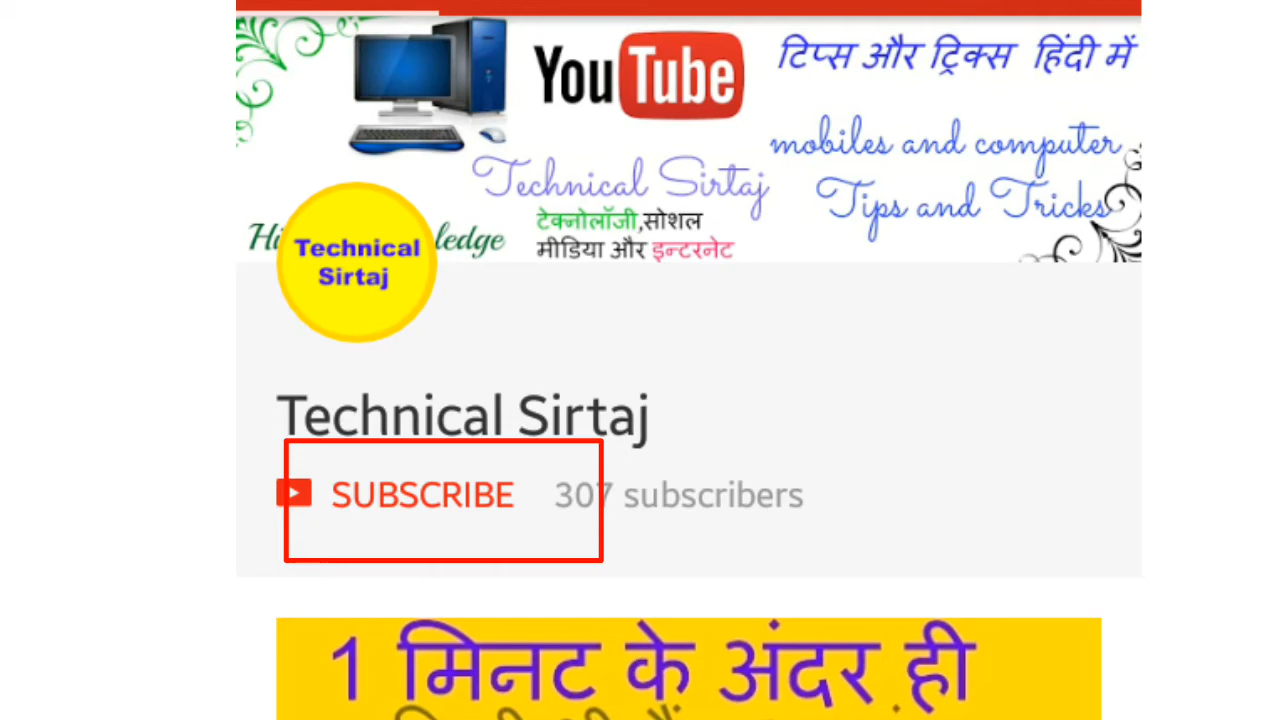 YouTube
टिप्स और ट्रिक्स हिंदी में
mobiles and computer
Tips and Tricks
Technical Sirtaj
टेक्नोलॉजी,सोशल
मीडिया और इन्टरनेट
Technical
Sirtaj
Technical Sirtaj
SUBSCRIBE 307 subscribers
1 मिनट के अंदर ही